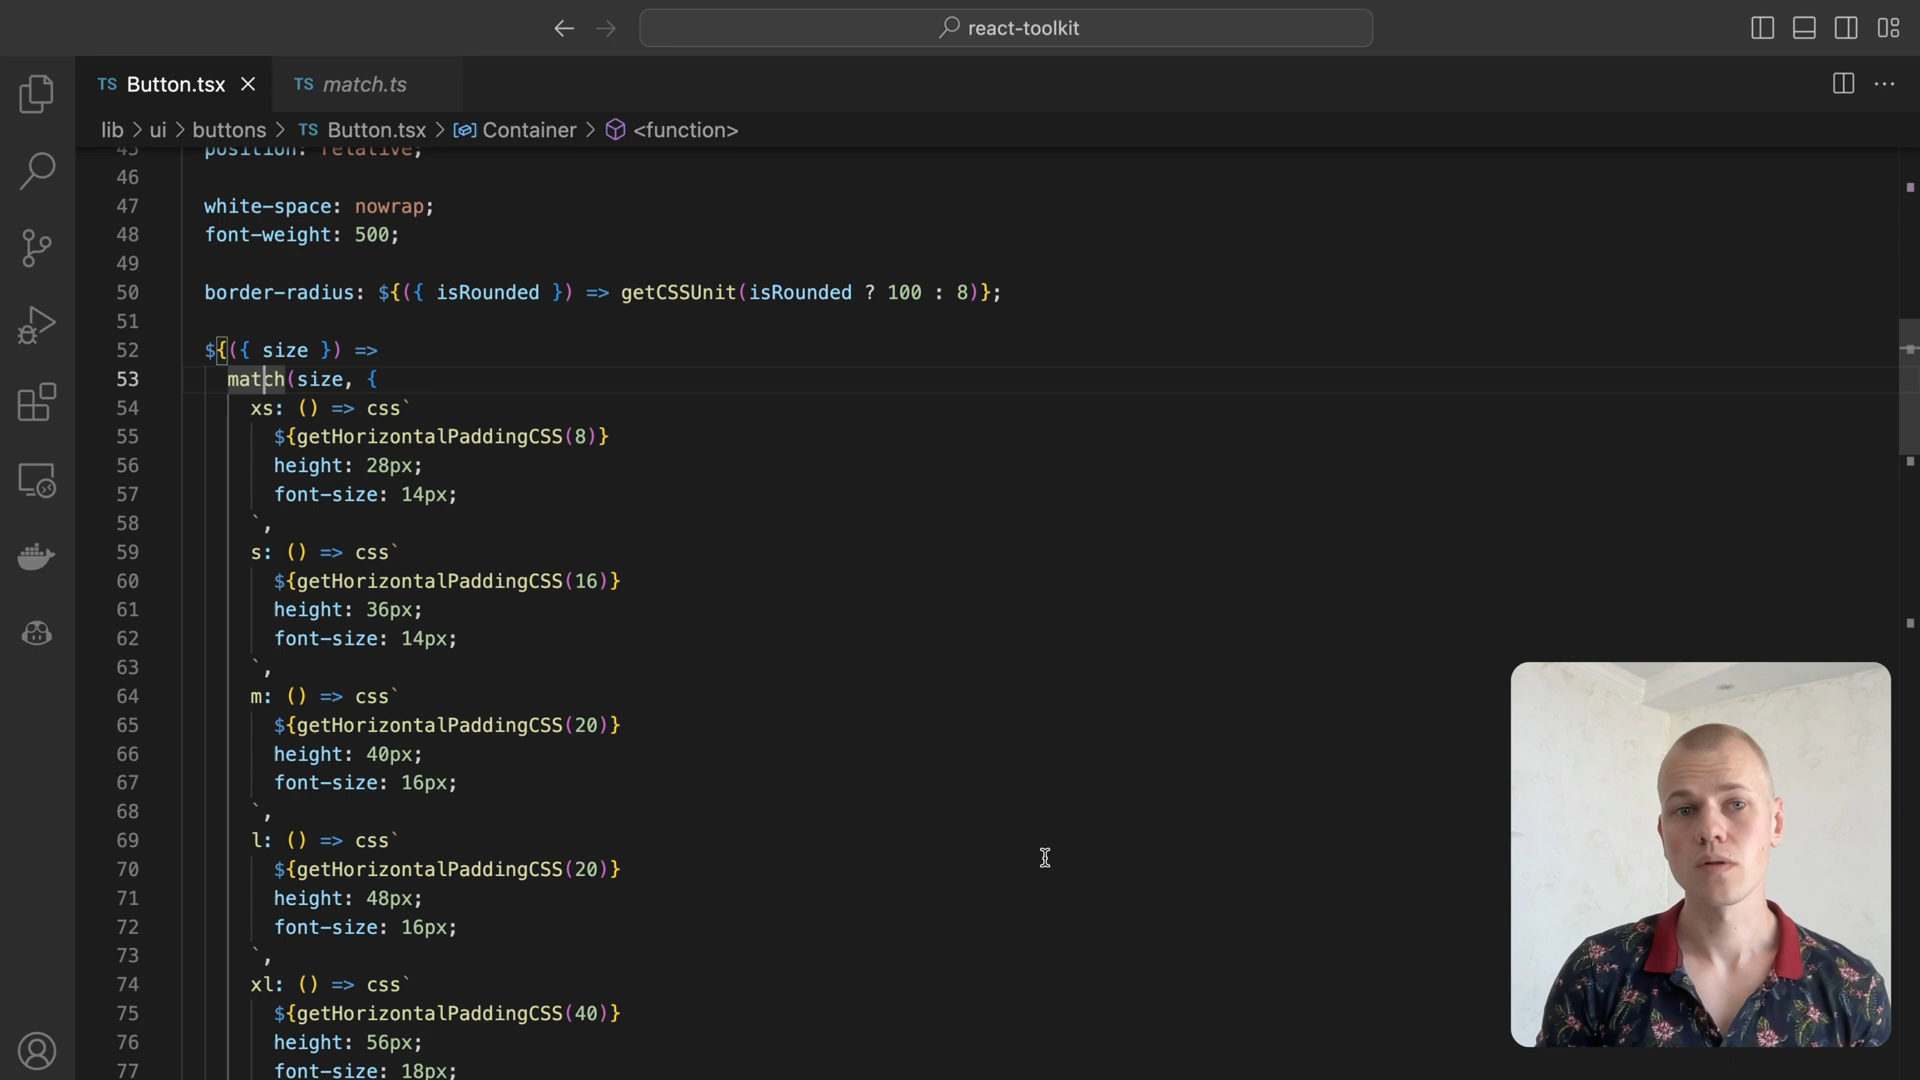 react-toolkit
TS Button.tsx
TS match.ts
lib > ui > buttons > TS Button.tsx > Container > <function>
45 position: relative;
46
47 white-space: nowrap;
48 font-weight: 500;
49
50 border-radius: ${({ isRounded }) => getCSSUnit(isRounded ? 100 : 8)};
51
52 ${({ size }) =>
53 match(size, {
54 xs: () => css`
55 ${getHorizontalPaddingCSS(8)}
56 height: 28px;
57 font-size: 14px;
58 `,
59 s: () => css`
60 ${getHorizontalPaddingCSS(16)}
61 height: 36px;
62 font-size: 14px;
63 `,
64 m: () => css`
65 ${getHorizontalPaddingCSS(20)}
66 height: 40px;
67 font-size: 16px;
68 `,
69 l: () => css`
70 ${getHorizontalPaddingCSS(20)}
71 height: 48px;
72 font-size: 16px;
73 `,
74 xl: () => css`
75 ${getHorizontalPaddingCSS(40)}
76 height: 56px;
77 font-size: 18px;